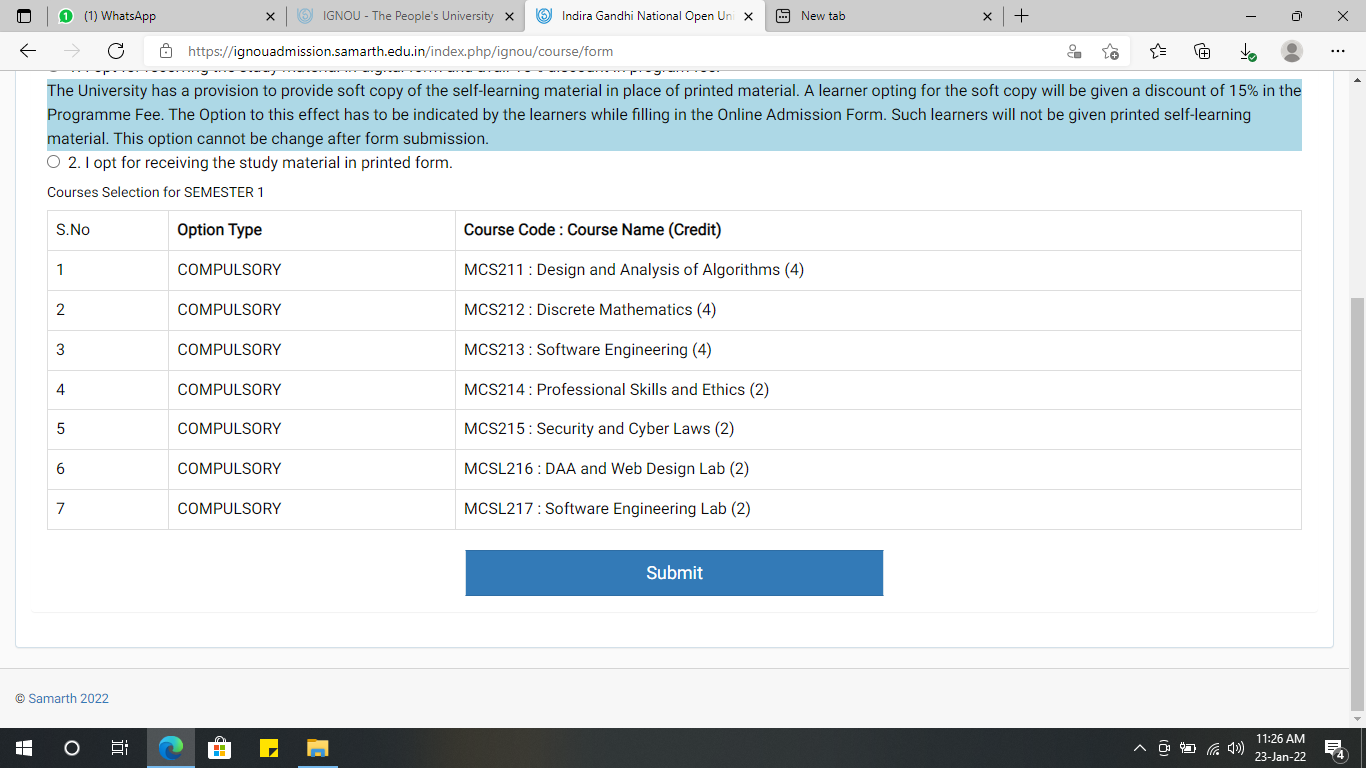 (1) WhatsApp
IGNOU - The People's University
Indira Gandhi National Open Uni
New tab
https://ignouadmission.samarth.edu.in/index.php/ignou/course/form
The University has a provision to provide soft copy of the self-learning material in place of printed material. A learner opting for the soft copy will be given a discount of 15% in the
Programme Fee. The Option to this effect has to be indicated by the learners while filling in the Online Admission Form. Such learners will not be given printed self-learning
material. This option cannot be change after form submission.
2. I opt for receiving the study material in printed form.
Courses Selection for SEMESTER 1
S.No Option Type Course Code : Course Name (Credit)
1 COMPULSORY MCS211 : Design and Analysis of Algorithms (4)
2 COMPULSORY MCS212 : Discrete Mathematics (4)
3 COMPULSORY MCS213 : Software Engineering (4)
4 COMPULSORY MCS214 : Professional Skills and Ethics (2)
5 COMPULSORY MCS215 : Security and Cyber Laws (2)
6 COMPULSORY MCSL216 : DAA and Web Design Lab (2)
7 COMPULSORY MCSL217 : Software Engineering Lab (2)
Submit
© Samarth 2022
11:26 AM
23-Jan-22
4